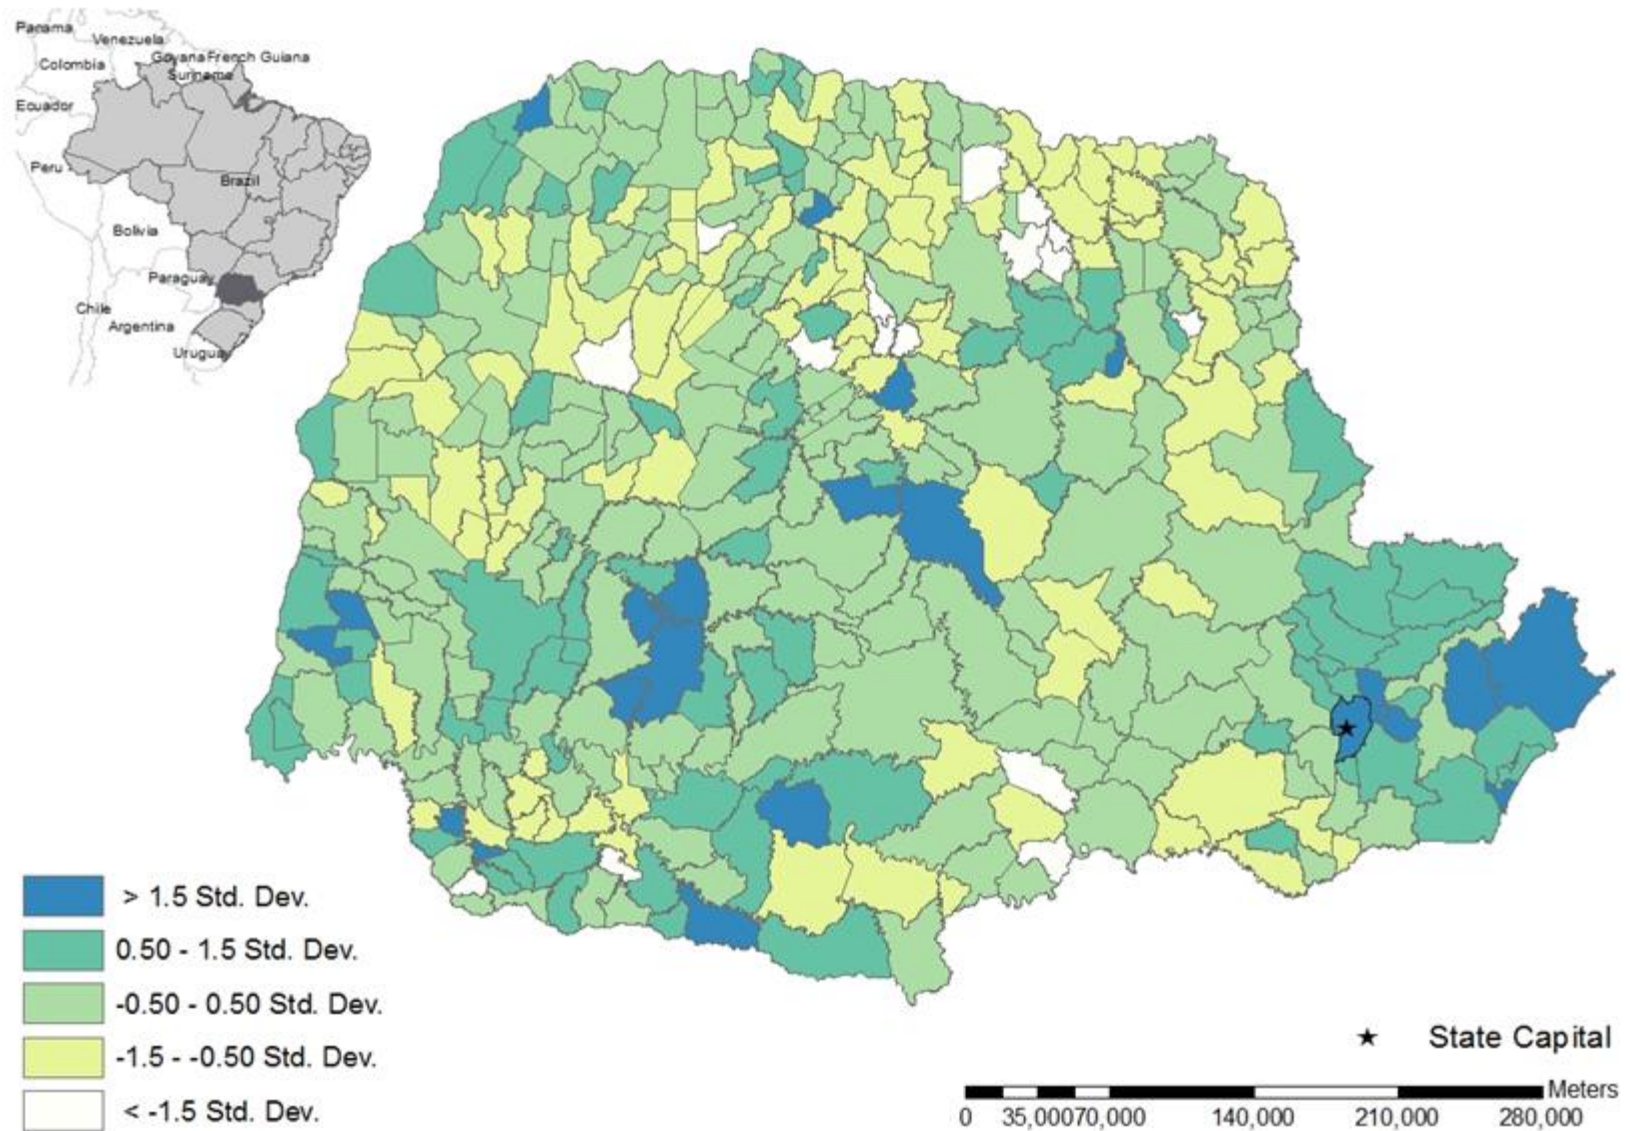 Panama
Venezuela
Goyana French Guiana
Colombia
Suriname
Ecuador
Peru
Brazil
Bolivia
Paraguay
Chile
Argentina
Uruguay
> 1.5 Std. Dev.
0.50 - 1.5 Std. Dev.
-0.50 - 0.50 Std. Dev.
-1.5 - -0.50 Std. Dev.
< -1.5 Std. Dev.
★ State Capital
Meters
0 35,000 70,000 140,000 210,000 280,000